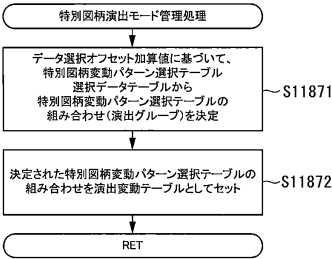 特別図柄演出モード管理処理
データ選択オフセット加算値に基づいて、
特別図柄変動パターン選択テーブル
選択データテーブルから
特別図柄変動パターン選択テーブルの
組み合わせ(演出グループ)を決定
S11871
決定された特別図柄変動パターン選択テーブルの
組み合わせを演出変動テーブルとしてセット
S11872
RET